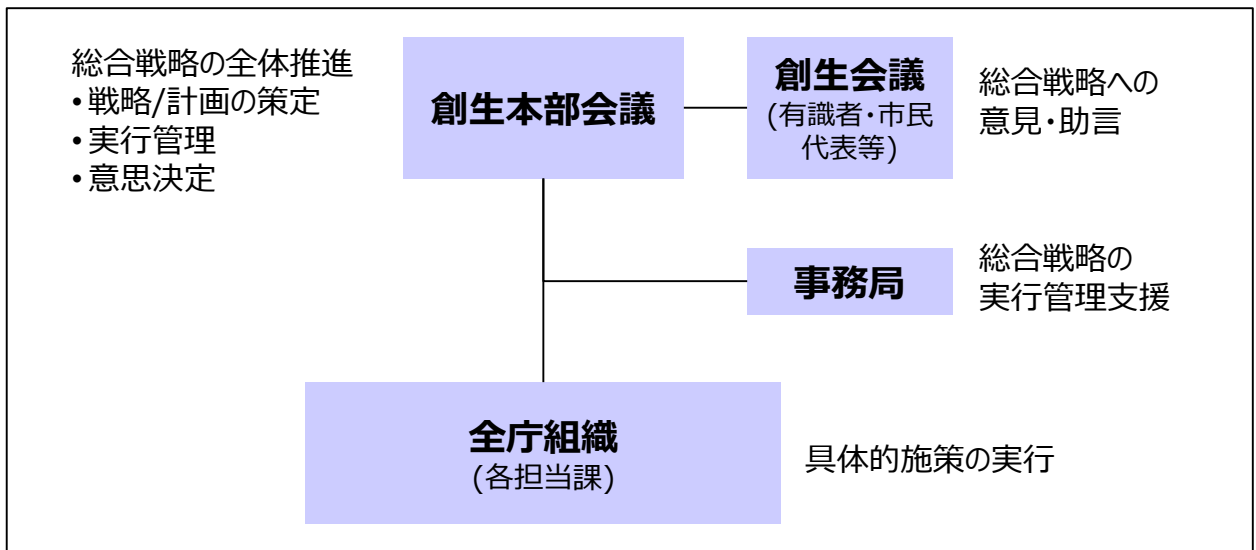 総合戦略の全体推進
•戦略/計画の策定
•実行管理
•意思決定
創生本部会議
創生会議
(有識者・市民
代表等)
総合戦略への
意見・助言
事務局
総合戦略の
実行管理支援
全庁組織
(各担当課)
具体的施策の実行